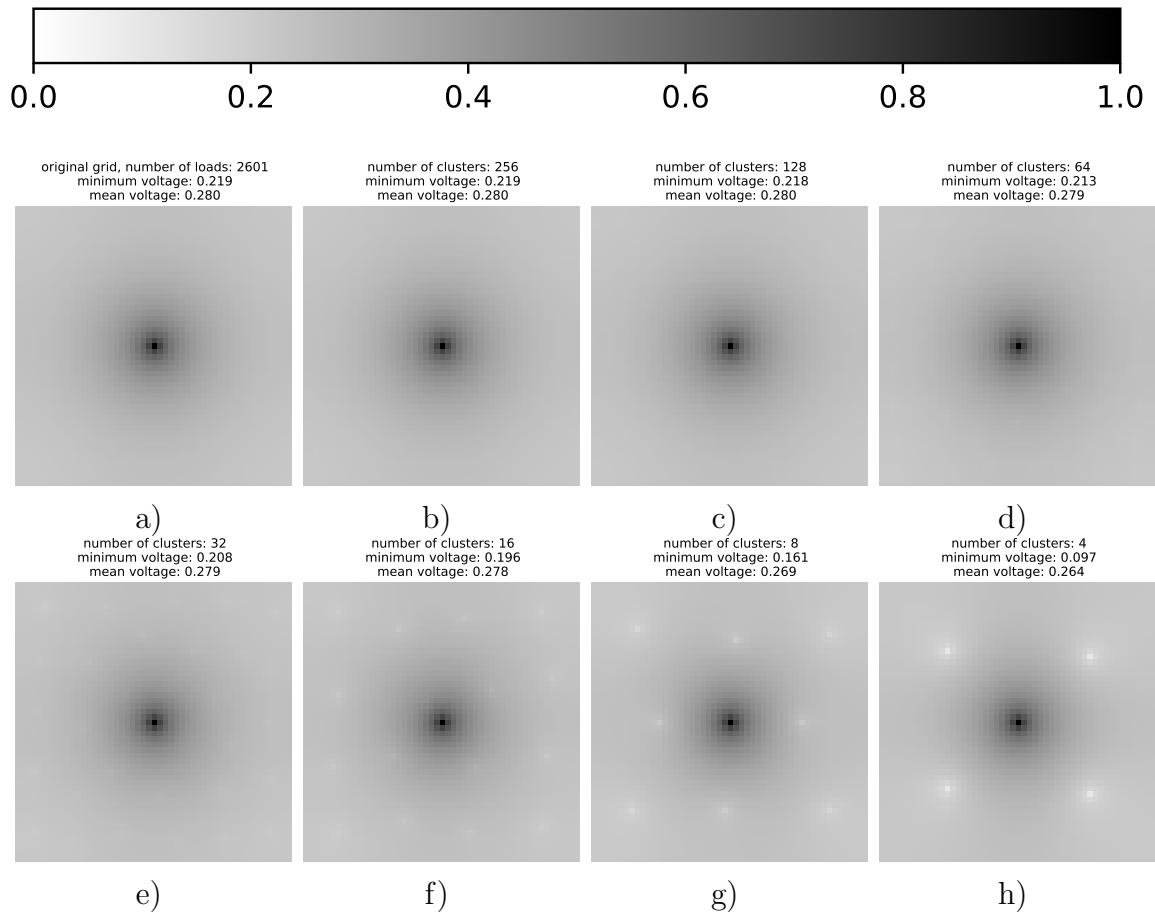 0.0 0.2 0.4 0.6 0.8 1.0
original grid, number of loads: 2601
minimum voltage: 0.219
mean voltage: 0.280
number of clusters: 256
minimum voltage: 0.219
mean voltage: 0.280
number of clusters: 128
minimum voltage: 0.218
mean voltage: 0.280
number of clusters: 64
minimum voltage: 0.213
mean voltage: 0.279
a)
b)
c)
d)
number of clusters: 32
minimum voltage: 0.208
mean voltage: 0.279
number of clusters: 16
minimum voltage: 0.196
mean voltage: 0.278
number of clusters: 8
minimum voltage: 0.161
mean voltage: 0.269
number of clusters: 4
minimum voltage: 0.097
mean voltage: 0.264
e)
f)
g)
h)